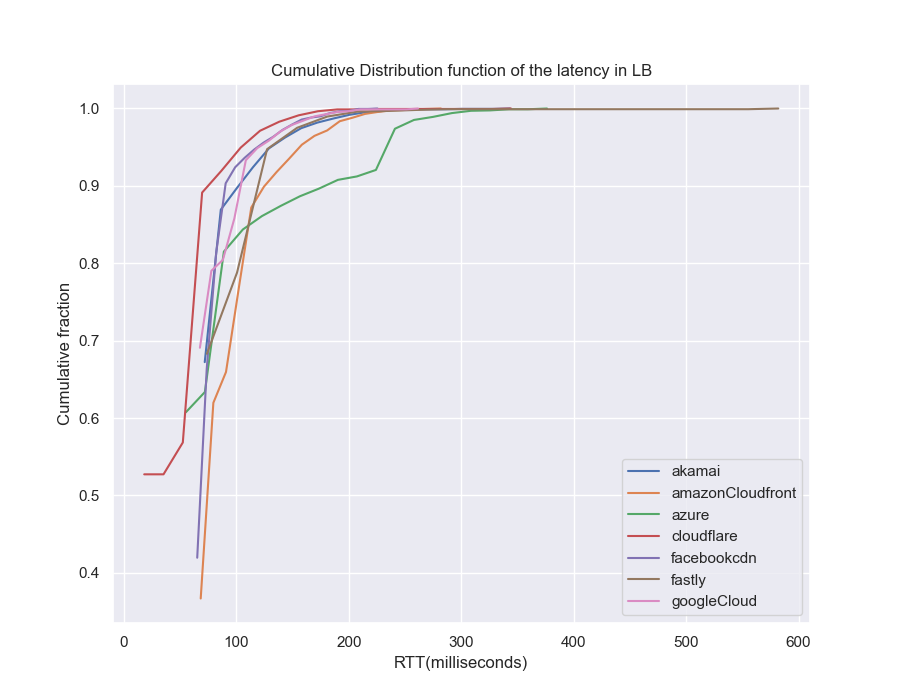 Cumulative Distribution function of the latency in LB
1.0
0.9
0.8
0.7
0.6
0.5
0.4
Cumulative fraction
0 100 200 300 400 500 600
RTT(milliseconds)
akamai
amazonCloudfront
azure
cloudflare
facebookcdn
fastly
googleCloud